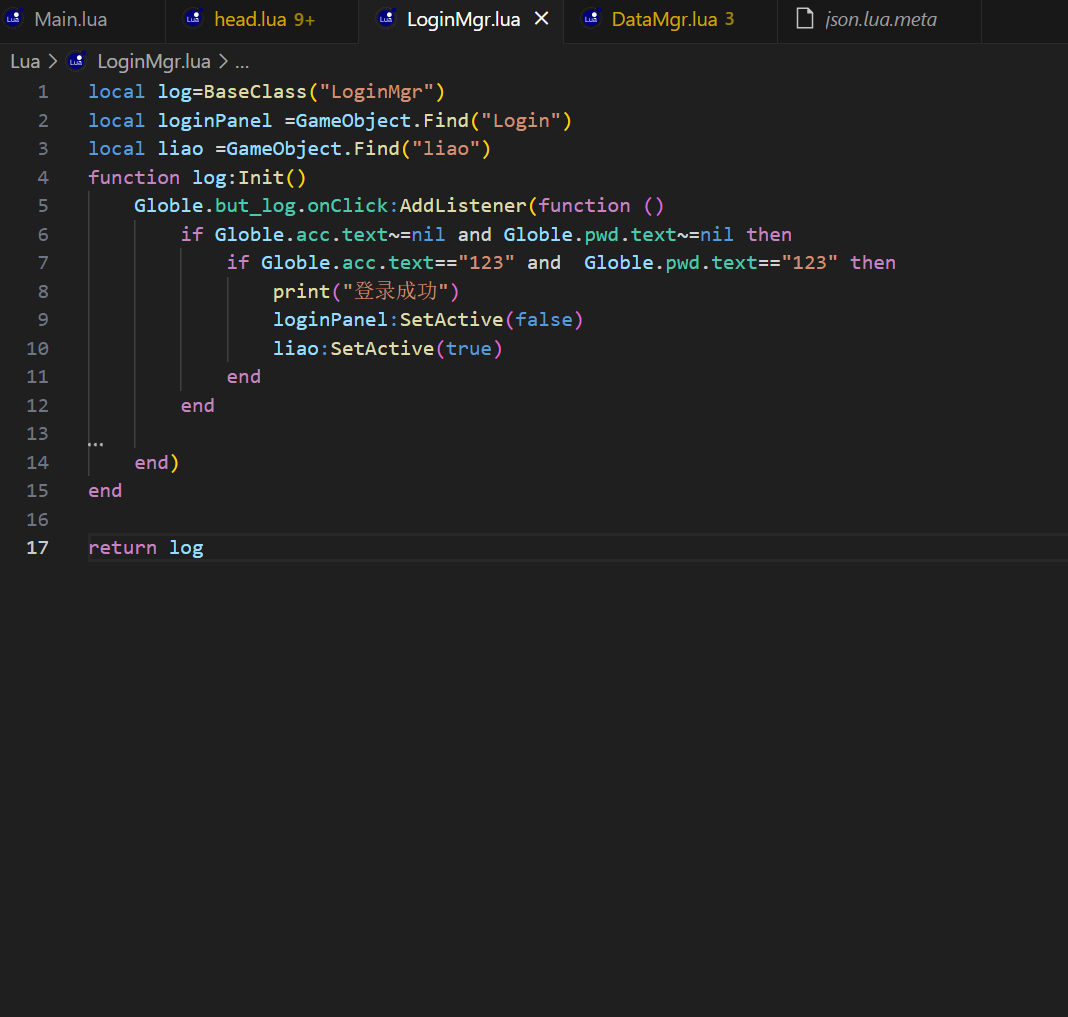 Main.lua head.lua 9+ LoginMgr.lua DataMgr.lua 3 json.lua.meta
Lua > LoginMgr.lua > ...
1 local log=BaseClass("LoginMgr")
2 local loginPanel =GameObject.Find("Login")
3 local liao =GameObject.Find("liao")
4 function log:Init()
5     Globle.but_log.onClick:AddListener(function ()
6         if Globle.acc.text~=nil and Globle.pwd.text~=nil then
7             if Globle.acc.text=="123" and  Globle.pwd.text=="123" then
8                 print("登录成功")
9                 loginPanel:SetActive(false)
10                 liao:SetActive(true)
11             end
12         end
13
14     end)
15 end
16
17 return log